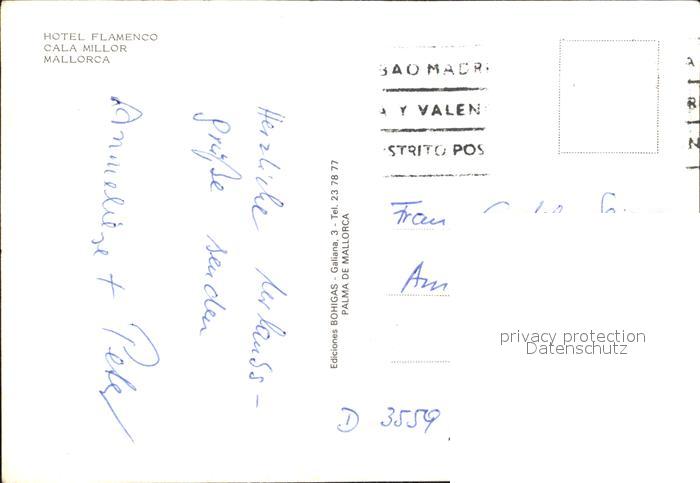 HOTEL FLAMENCO
CALA MILLOR
MALLORCA
Herzliche Urlaubs-
grüße senden
Anneliese + Peter
Ediciones BOHIGAS - Galiana, 3 - Tel. 23 78 77
PALMA DE MALLORCA
BAO MADRI
A Y VALEN
STRITO POS
Frau
Am
D 3559
privacy protection
Datenschutz